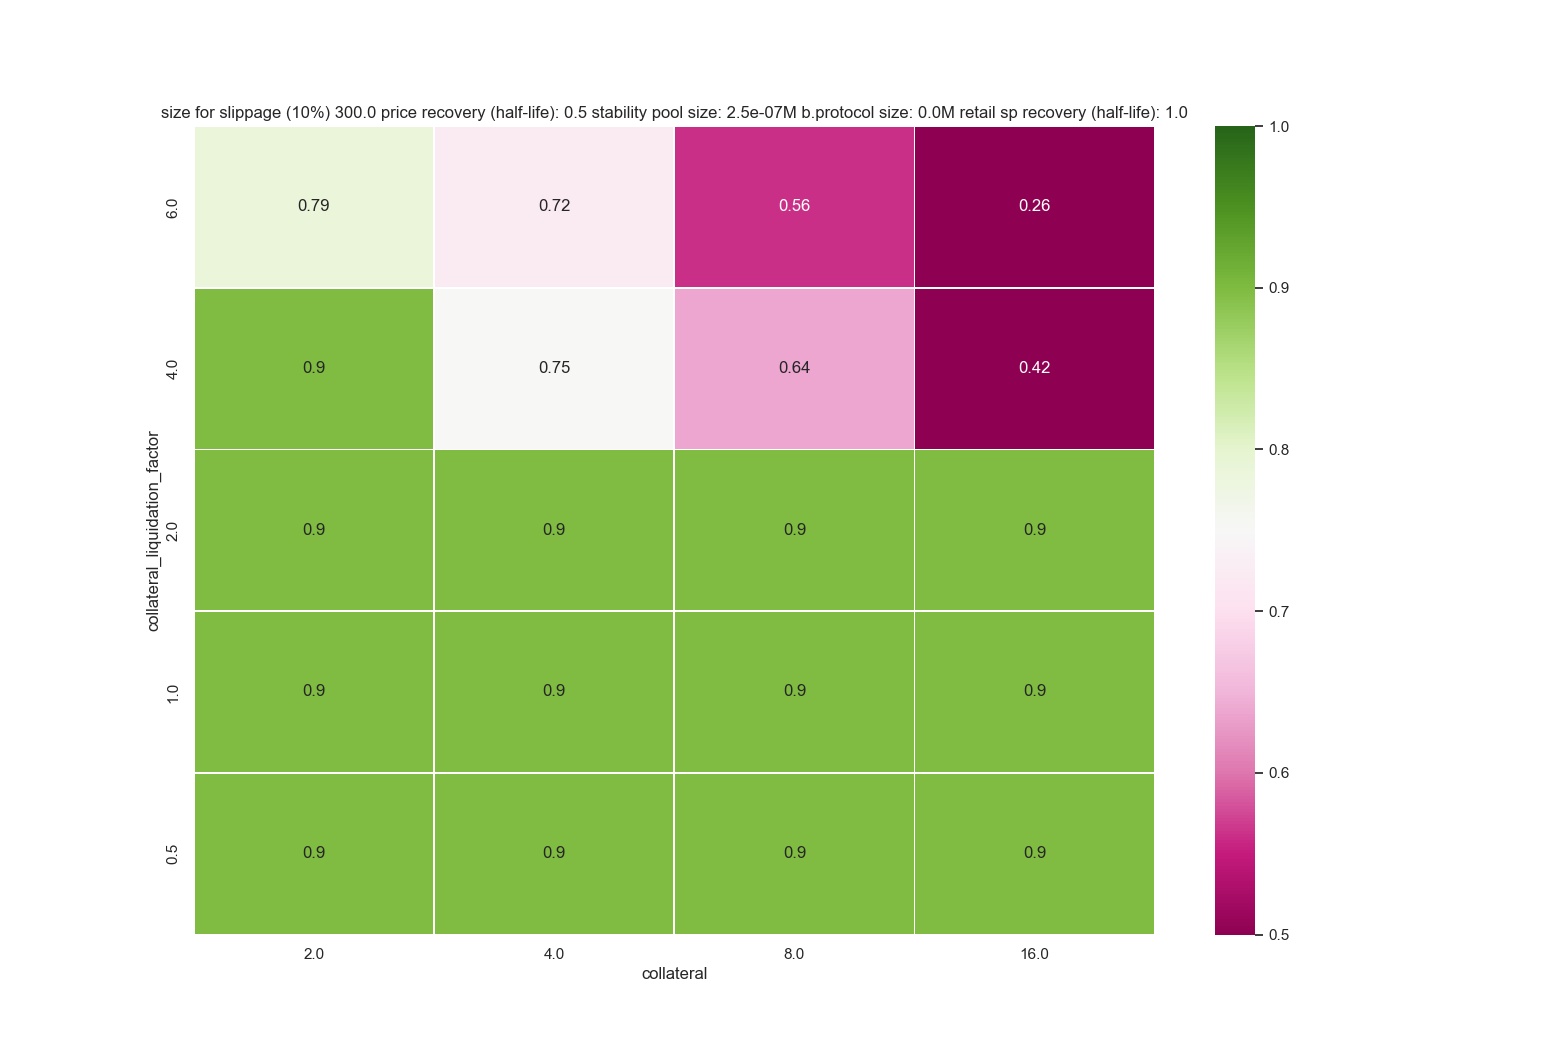 size for slippage (10%) 300.0 price recovery (half-life): 0.5 stability pool size: 2.5e-07M b.protocol size: 0.0M retail sp recovery (half-life): 1.0
collateral_liquidation_factor
6.0
0.79 0.72 0.56 0.26
4.0
0.9 0.75 0.64 0.42
2.0
0.9 0.9 0.9 0.9
1.0
0.9 0.9 0.9 0.9
0.5
0.9 0.9 0.9 0.9
2.0 4.0 8.0 16.0
collateral
1.0
0.9
0.8
0.7
0.6
0.5